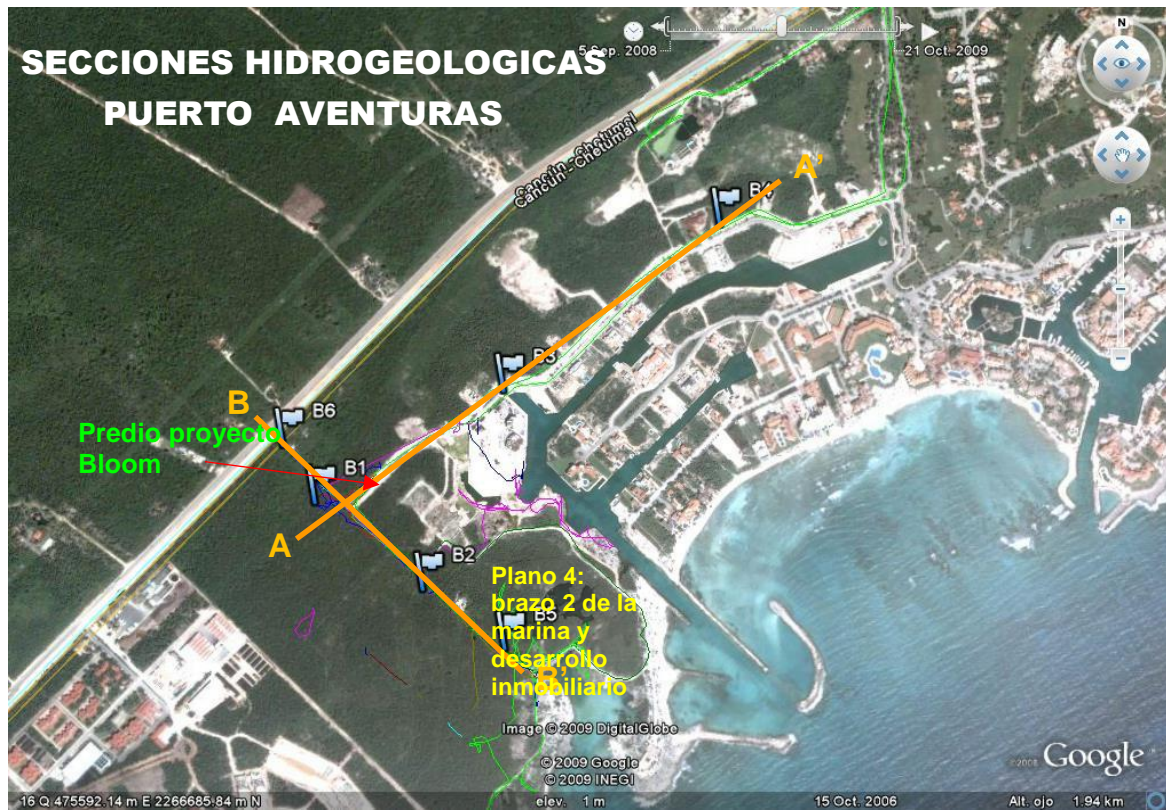 SECCIONES HIDROGEOLOGICAS
PUERTO AVENTURAS
5 Sep. 2008
21 Oct. 2009
N
Cancún - Chetumal
Cancún - Chetumal
A'
B4
B3
B
B6
Predio proyecto
Bloom
B1
A
B2
Plano 4:
brazo 2 de la
B5
marina y
desarrollo
B'
inmobiliario
Image © 2009 DigitalGlobe
© 2009 Google
© 2009 INEGI
©2008 Google
16 Q 475592.14 m E 2266685.84 m N
elev. 1 m
15 Oct. 2006
Alt. ojo 1.94 km